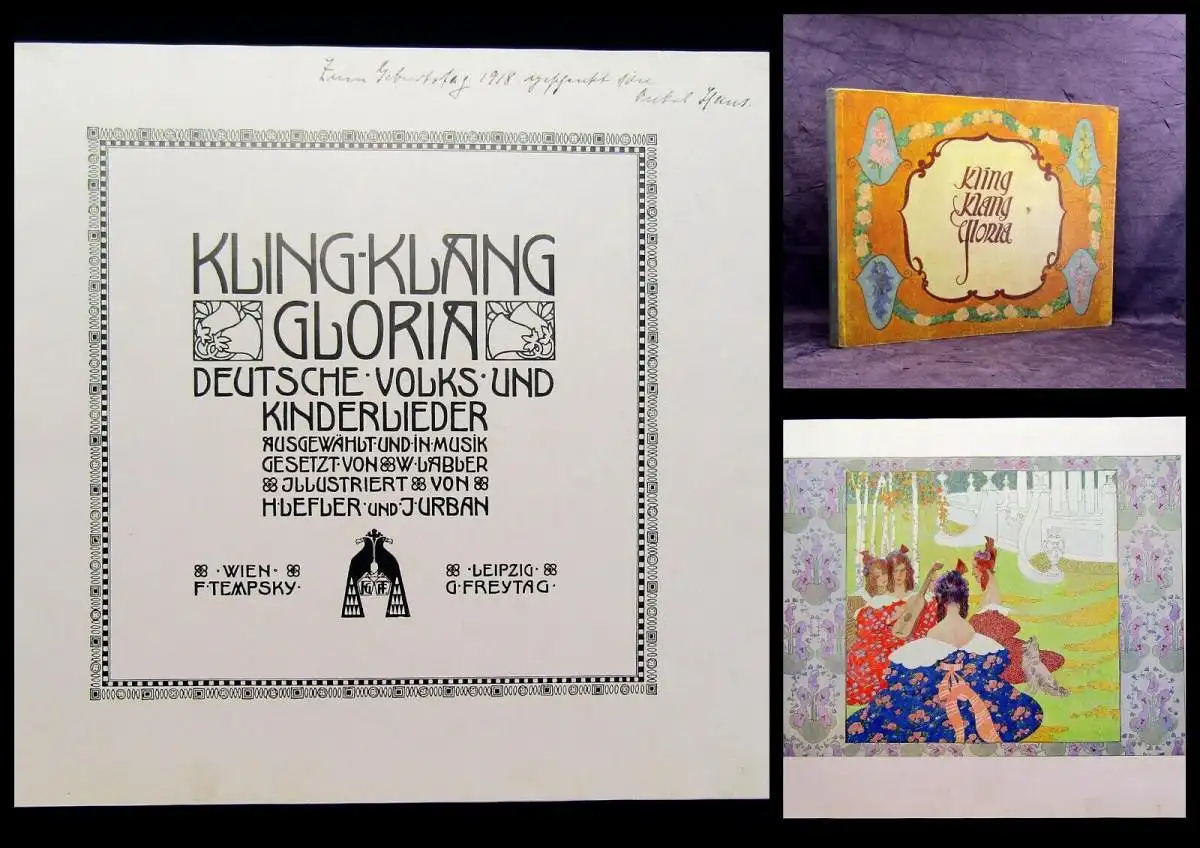 Zum Geburtstag 1918 geschenkt von
Onkel Hans.
KLING·KLANG
GLORIA
DEUTSCHE·VOLKS·UND
KINDERLIEDER
AUSGEWÄHLT·UND·IN·MUSIK
GESETZT·VON W·LABLER
ILLUSTRIERT VON
H·LEFLER UND J·URBAN
·WIEN· ·LEIPZIG·
F·TEMPSKY· G·FREYTAG·
Kling
Klang
Gloria